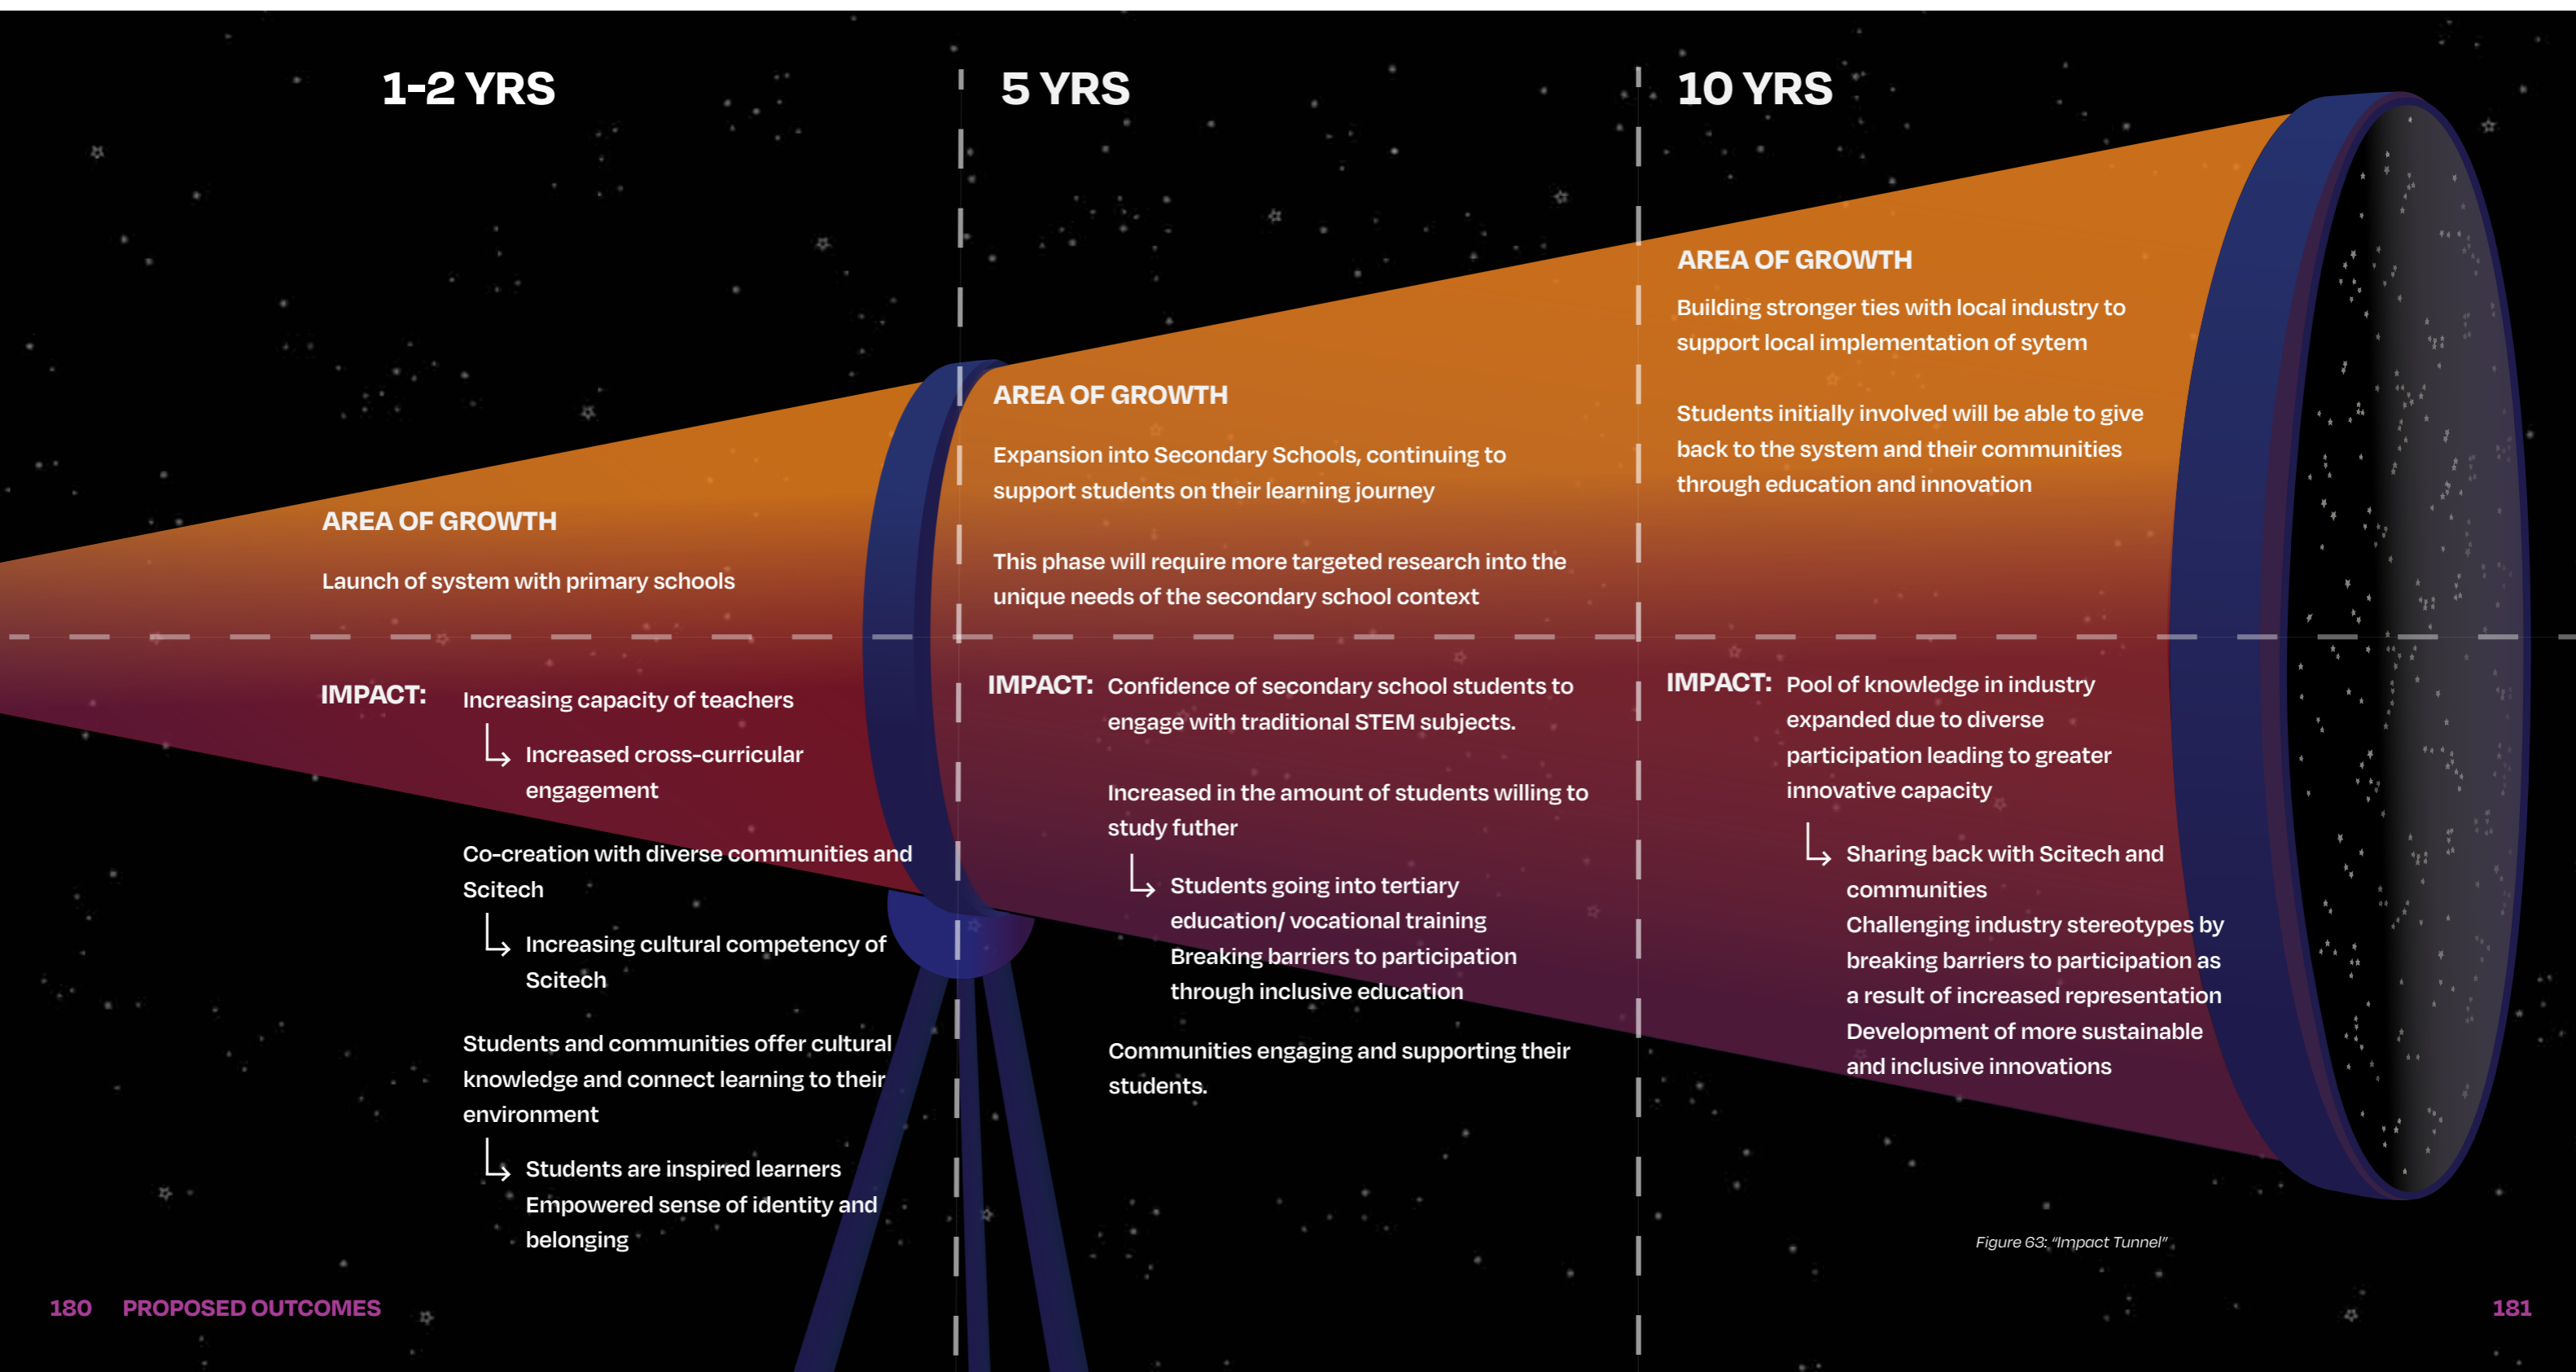 1-2 YRS
AREA OF GROWTH
Launch of system with primary schools
IMPACT:
Increasing capacity of teachers
Increased cross-curricular
engagement
Co-creation with diverse communities and
Scitech
Increasing cultural competency of
Scitech
Students and communities offer cultural
knowledge and connect learning to their
environment
Students are inspired learners
Empowered sense of identity and
belonging
5 YRS
AREA OF GROWTH
Expansion into Secondary Schools, continuing to
support students on their learning journey
This phase will require more targeted research into the
unique needs of the secondary school context
IMPACT:
Confidence of secondary school students to
engage with traditional STEM subjects.
Increased in the amount of students willing to
study futher
Students going into tertiary
education/ vocational training
Breaking barriers to participation
through inclusive education
Communities engaging and supporting their
students.
10 YRS
AREA OF GROWTH
Building stronger ties with local industry to
support local implementation of sytem
Students initially involved will be able to give
back to the system and their communities
through education and innovation
IMPACT:
Pool of knowledge in industry
expanded due to diverse
participation leading to greater
innovative capacity
Sharing back with Scitech and
communities
Challenging industry stereotypes by
breaking barriers to participation as
a result of increased representation
Development of more sustainable
and inclusive innovations
Figure 63: “Impact Tunnel”
180 PROPOSED OUTCOMES
181